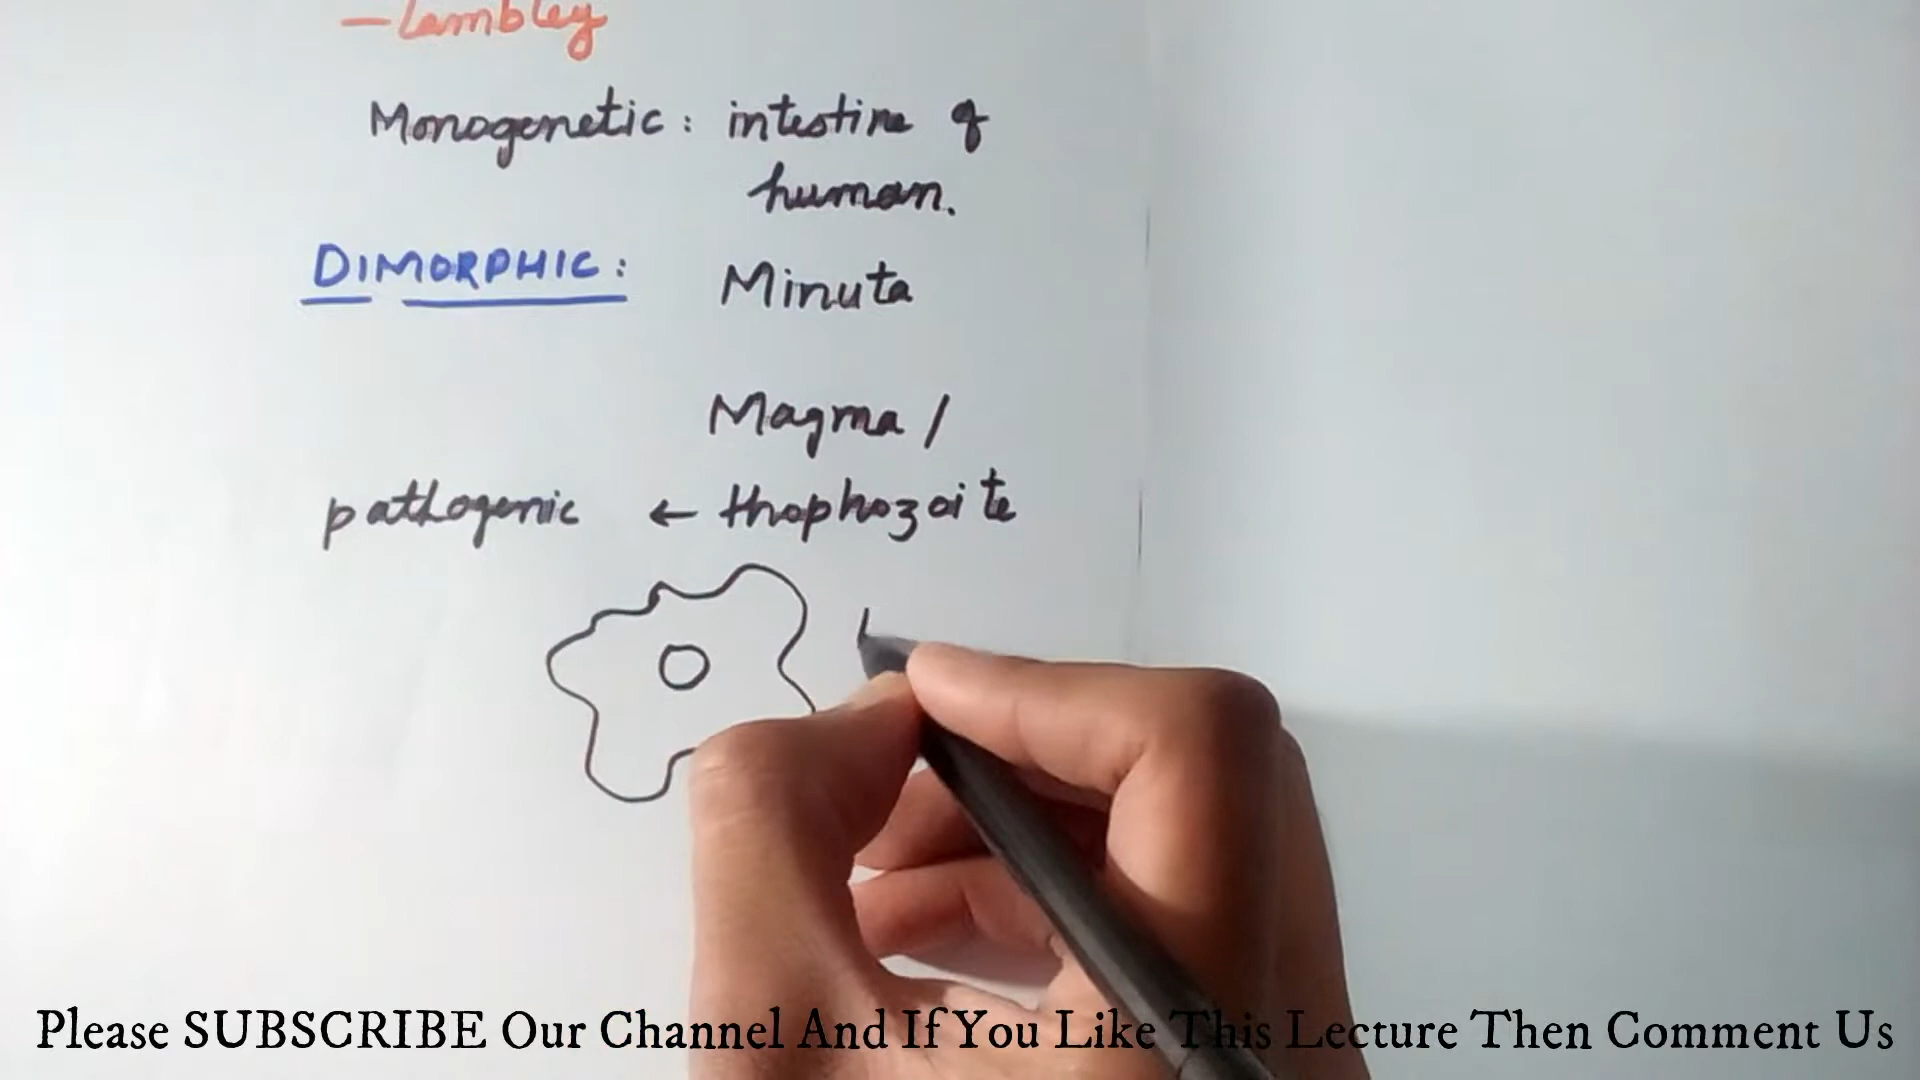 -Lambley
Monogenetic: intestine of
human.
DIMORPHIC: Minuta
Magma /
pathogenic ← thophozoite
Please SUBSCRIBE Our Channel And If You Like This Lecture Then Comment Us